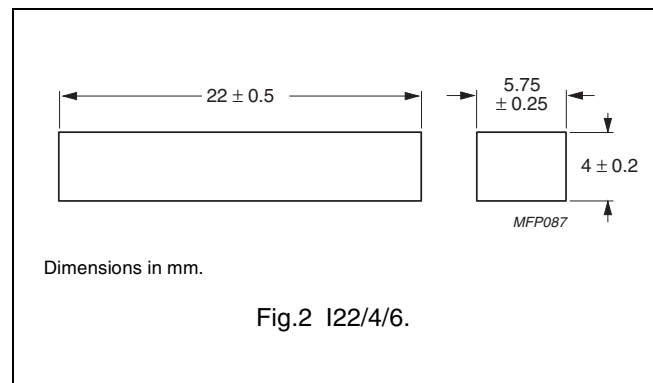 22 ± 0.5
5.75
± 0.25
4 ± 0.2
MFP087
Dimensions in mm.
Fig.2 I22/4/6.